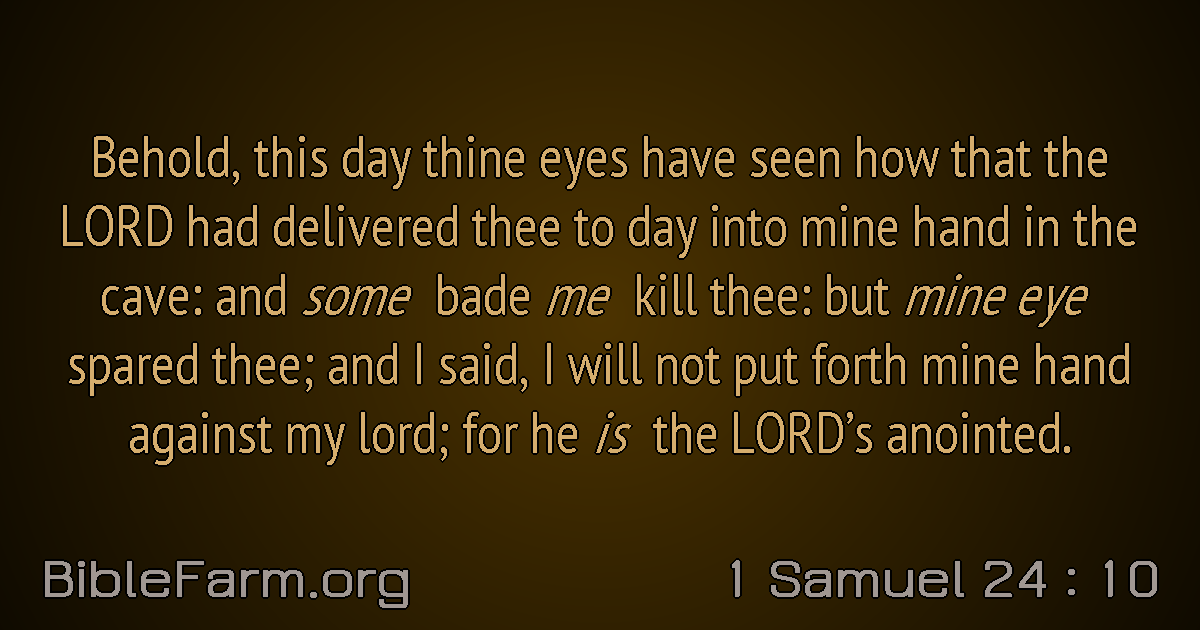 Behold, this day thine eyes have seen how that the
LORD had delivered thee to day into mine hand in the
cave: and some bade me kill thee: but mine eye
spared thee; and I said, I will not put forth mine hand
against my lord; for he is the LORD’s anointed.
BibleFarm.org
1 Samuel 24 : 10